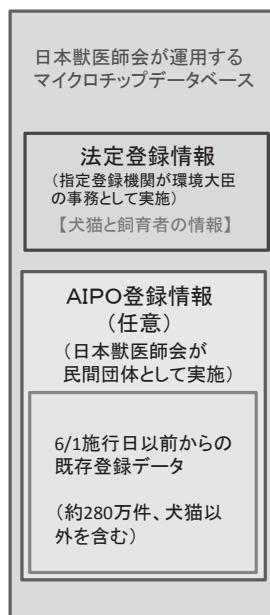 日本獣医師会が運用する
マイクロチップデータベース
法定登録情報
（指定登録機関が環境大臣
の事務として実施）
【犬猫と飼育者の情報】
AIPO登録情報
（任意）
（日本獣医師会が
民間団体として実施）
6/1施行日以前からの
既存登録データ
（約280万件、犬猫以
外を含む）